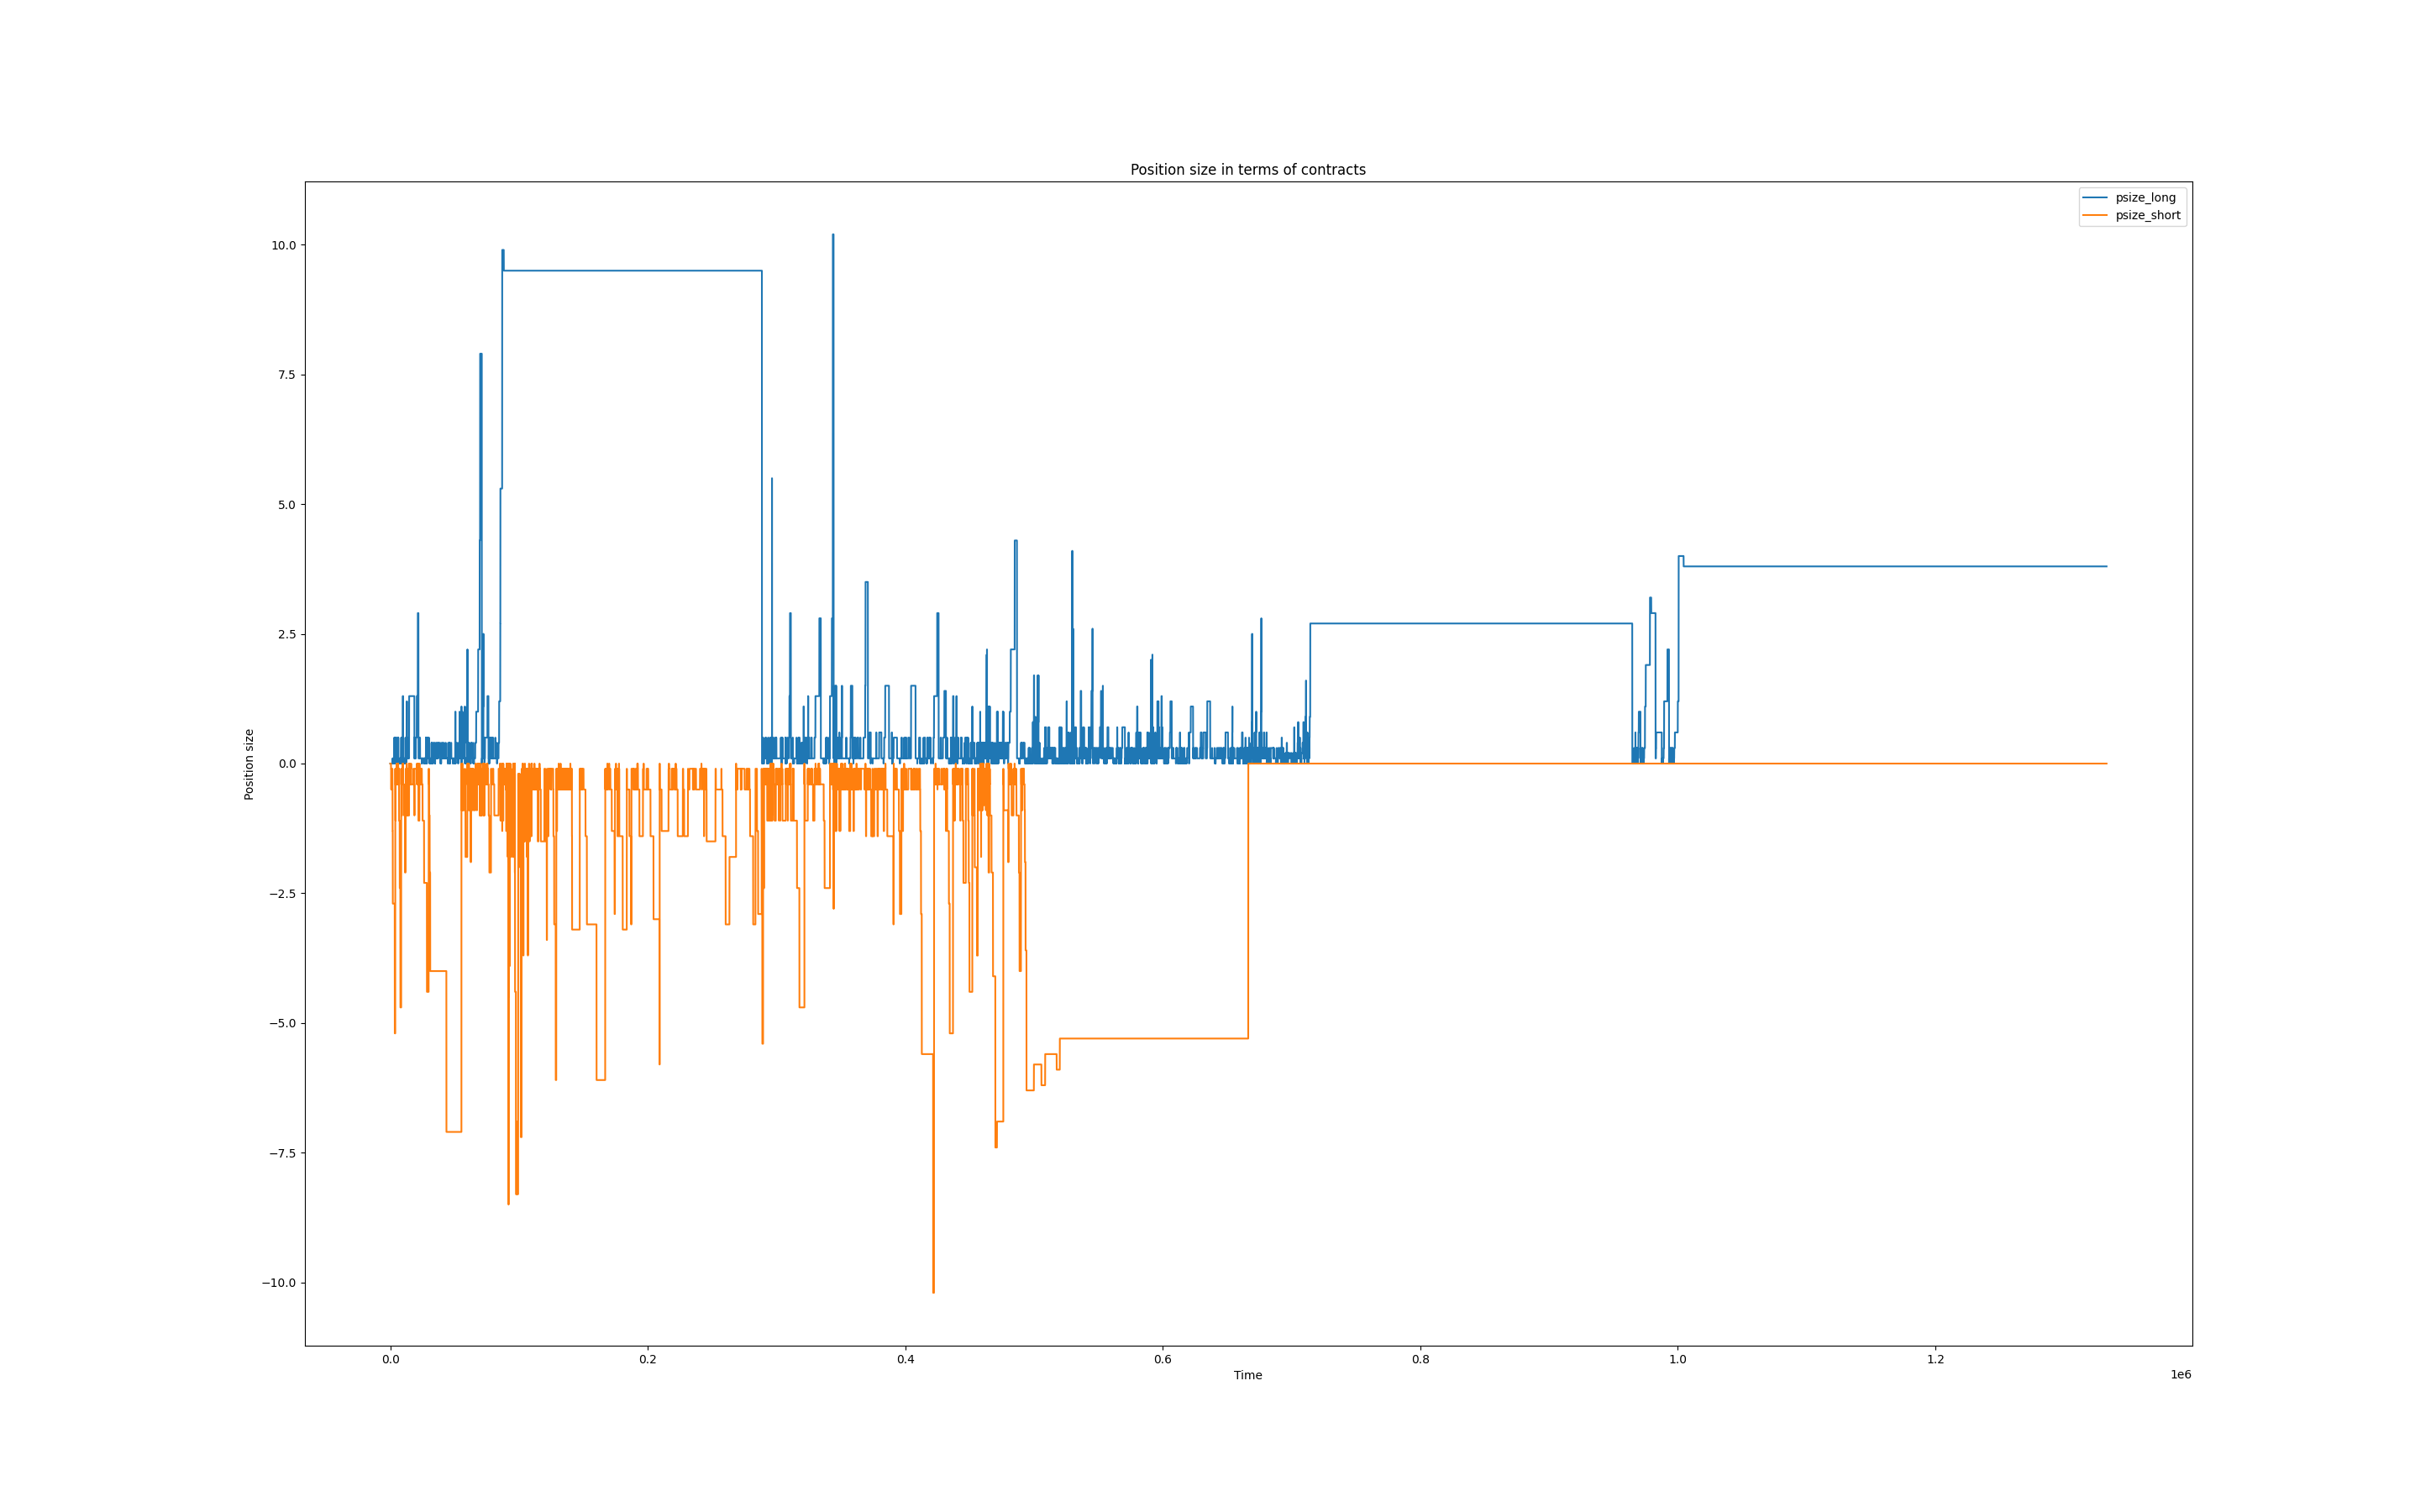 Position size in terms of contracts
psize_long
psize_short
10.0
7.5
5.0
2.5
0.0
−2.5
−5.0
−7.5
−10.0
Position size
0.0 0.2 0.4 0.6 0.8 1.0 1.2
Time
1e6